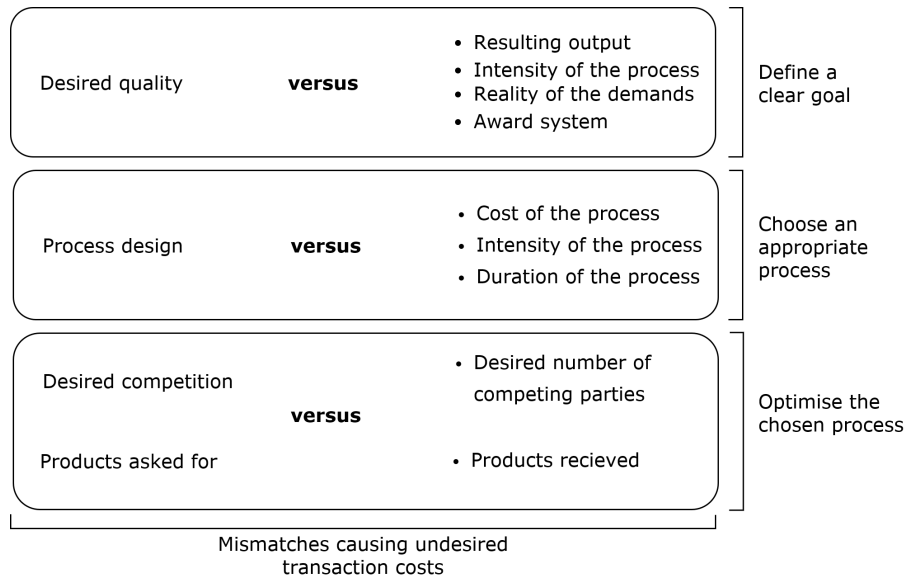 Desired quality
versus
• Resulting output
• Intensity of the process
• Reality of the demands
• Award system
Define a
clear goal
Process design
versus
• Cost of the process
• Intensity of the process
• Duration of the process
Choose an
appropriate
process
Desired competition
versus
• Desired number of
competing parties
Products asked for
• Products recieved
Optimise the
chosen process
Mismatches causing undesired
transaction costs